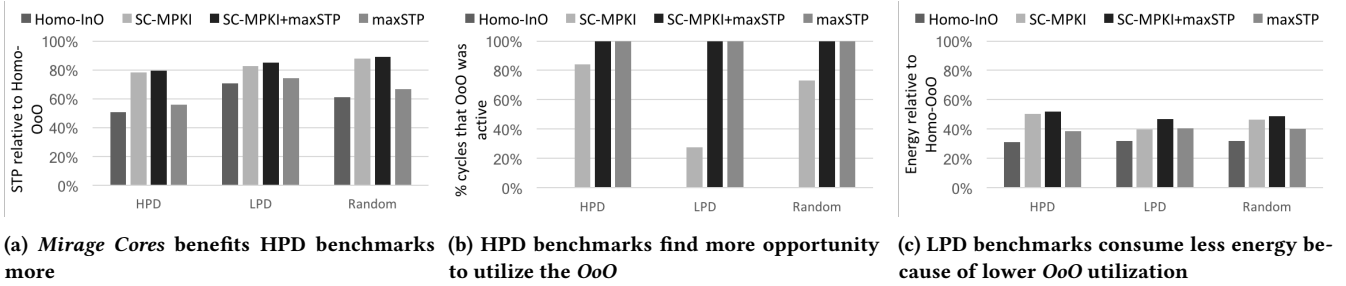 Homo-InO SC-MPKI SC-MPKI+maxSTP maxSTP
STP relative to Homo-
OoO
100%
80%
60%
40%
20%
0%
HPD LPD Random
(a) Mirage Cores benefits HPD benchmarks
more
Homo-InO SC-MPKI SC-MPKI+maxSTP maxSTP
% cycles that OoO was
active
100%
80%
60%
40%
20%
0%
HPD LPD Random
(b) HPD benchmarks find more opportunity
to utilize the OoO
Homo-InO SC-MPKI SC-MPKI+maxSTP maxSTP
Energy relative to
Homo-OoO
100%
80%
60%
40%
20%
0%
HPD LPD Random
(c) LPD benchmarks consume less energy be-
cause of lower OoO utilization